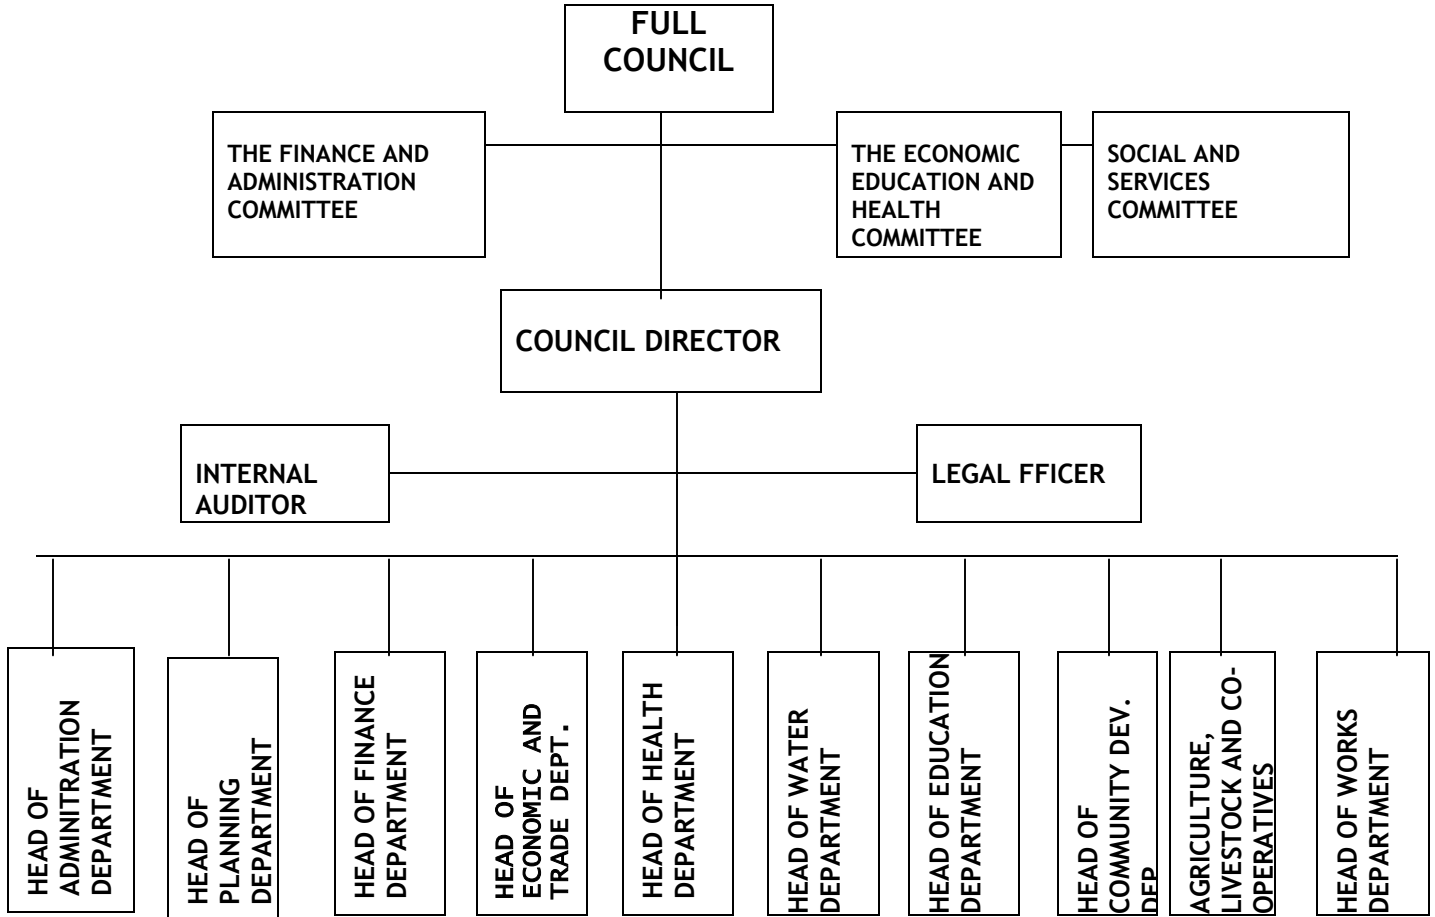 FULL
COUNCIL
THE FINANCE AND
ADMINISTRATION
COMMITTEE
THE ECONOMIC
EDUCATION AND
HEALTH
COMMITTEE
SOCIAL AND
SERVICES
COMMITTEE
COUNCIL DIRECTOR
INTERNAL
AUDITOR
LEGAL FFICER
HEAD OF
ADMINITRATION
DEPARTMENT
HEAD OF
PLANNING
DEPARTMENT
HEAD OF FINANCE
DEPARTMENT
HEAD OF
ECONOMIC AND
TRADE DEPT.
HEAD OF HEALTH
DEPARTMENT
HEAD OF WATER
DEPARTMENT
HEAD OF EDUCATION
DEPARTMENT
HEAD OF
COMMUNITY DEV.
DEP
AGRICULTURE,
LIVESTOCK AND CO-
OPERATIVES
HEAD OF WORKS
DEPARTMENT